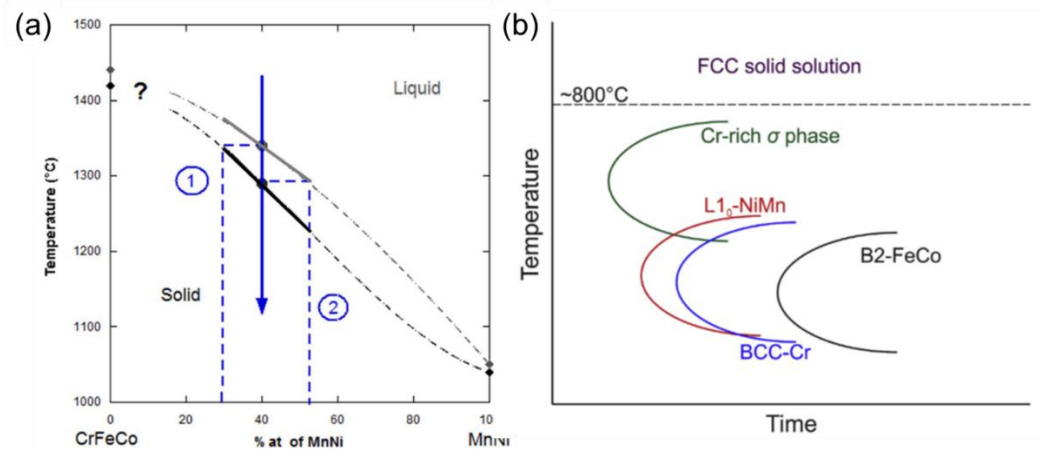 (a)
1500
1400
1300
1200
1100
1000
Temperature (°C)
?
Liquid
1
Solid
2
0
20
40
60
80
10
CrFeCo
% at of MnNi
MnNi
(b)
FCC solid solution
~800°C
Cr-rich σ phase
L1₀-NiMn
B2-FeCo
BCC-Cr
Temperature
Time